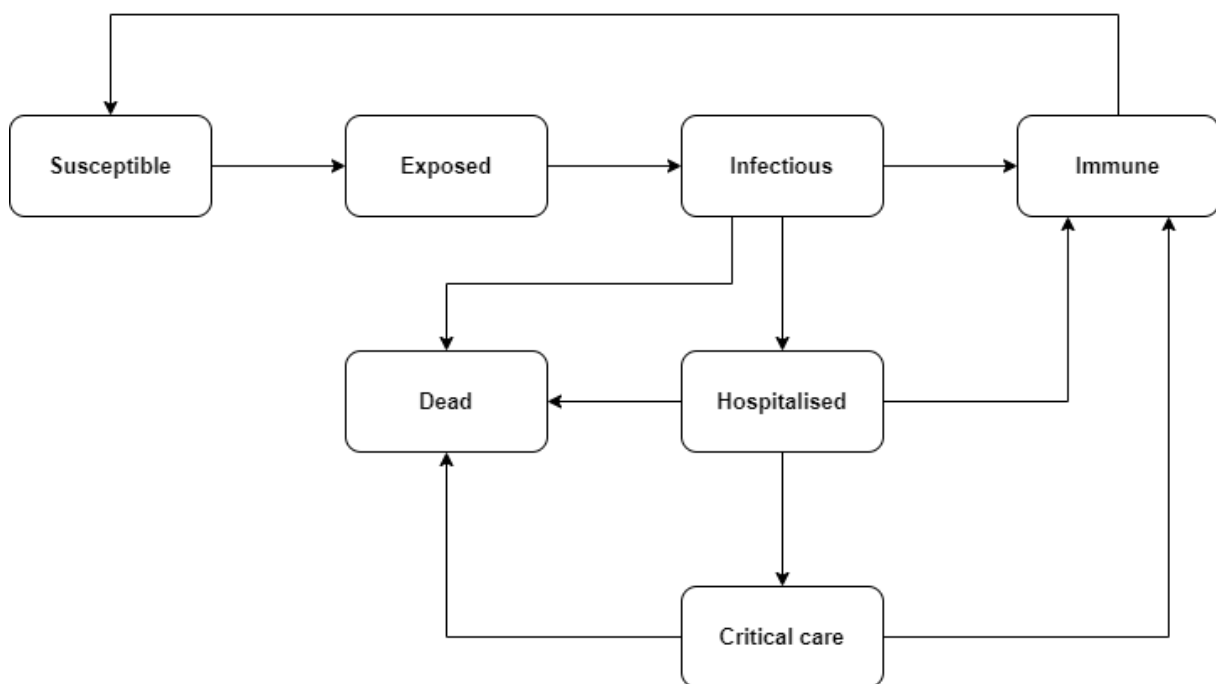 Susceptible
Exposed
Infectious
Immune
Dead
Hospitalised
Critical care